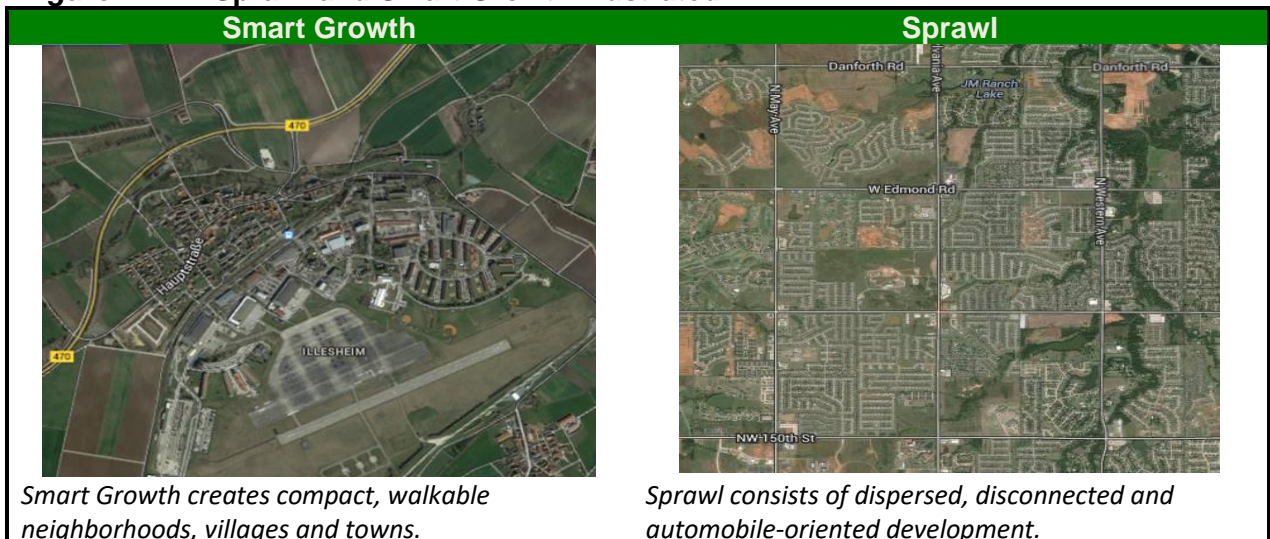 Smart Growth
Sprawl
470
Hauptstraße
470
ILLESHEIM
Danforth Rd
Danforth Rd
JM Ranch
Lake
N May Ave
W Edmond Rd
N Western Ave
NW 150th St
Smart Growth creates compact, walkable
neighborhoods, villages and towns.
Sprawl consists of dispersed, disconnected and
automobile-oriented development.